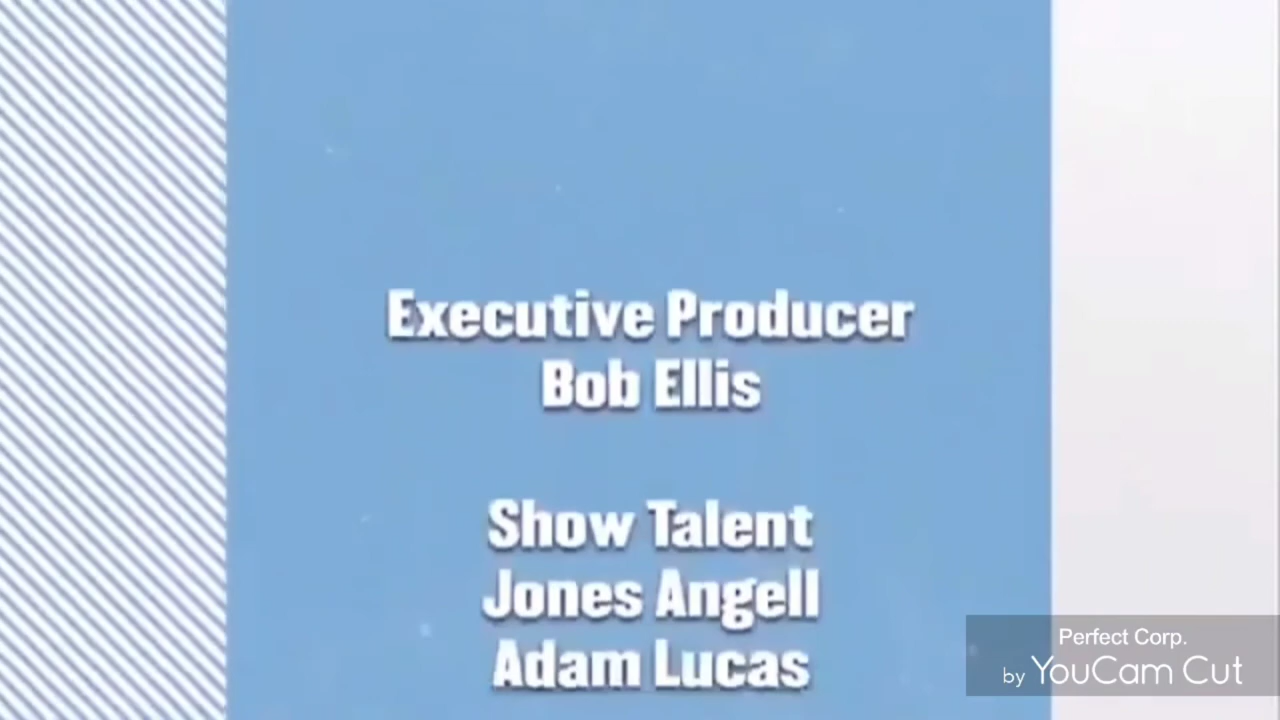 Executive Producer
Bob Ellis
Show Talent
Jones Angell
Adam Lucas
Perfect Corp.
by YouCam Cut